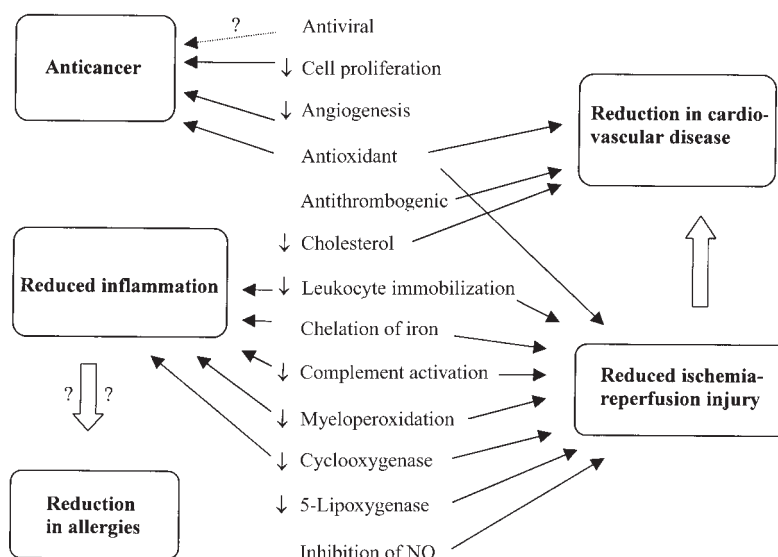 ?
Antiviral
Anticancer
↓ Cell proliferation
↓ Angiogenesis
Reduction in cardio-
vascular disease
Antioxidant
Antithrombogenic
↓ Cholesterol
Reduced inflammation
↓ Leukocyte immobilization
Chelation of iron
↓ Complement activation
Reduced ischemia-
reperfusion injury
? ?
↓ Myeloperoxidation
↓ Cyclooxygenase
Reduction
in allergies
↓ 5-Lipoxygenase
Inhibition of NO